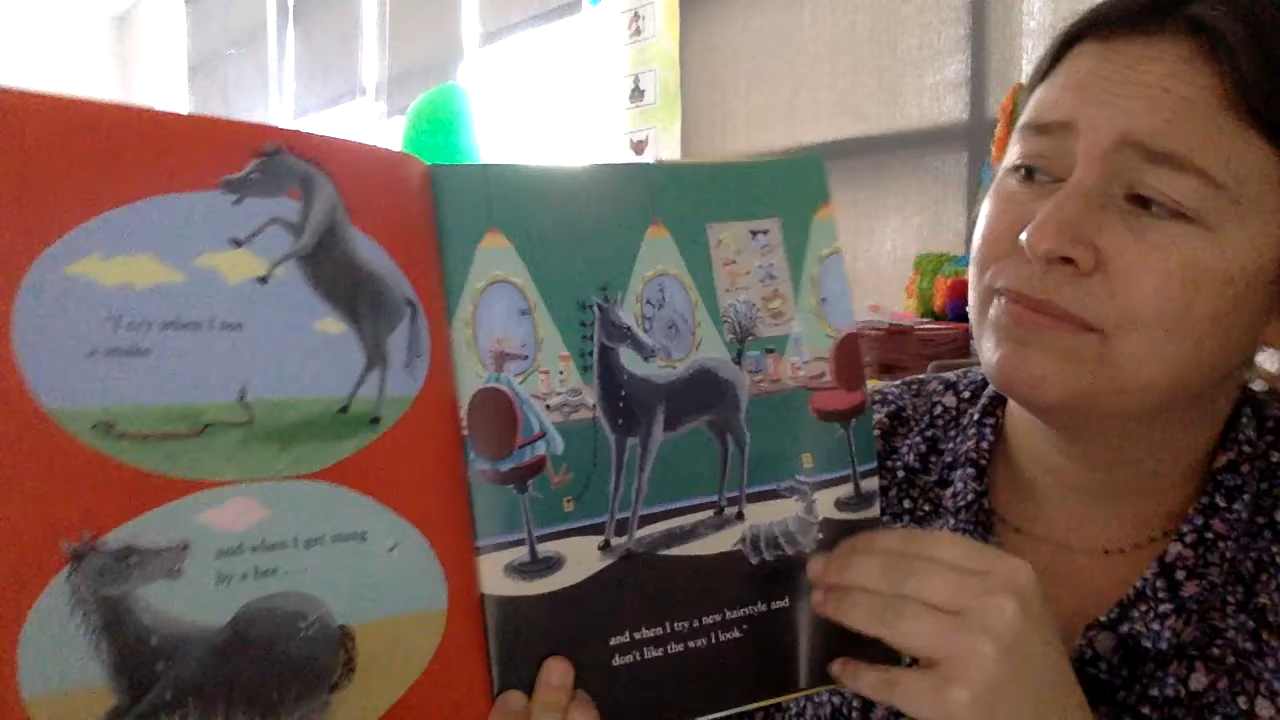 "I cry when I see
a snake . . .
and when I get stung
by a bee . . .
and when I try a new hairstyle and
don't like the way I look."